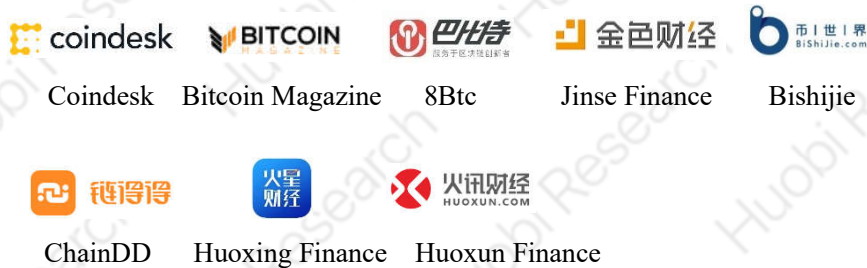 coindesk BITCOIN MAGAZINE 巴比特 服务于区块链创新者 金色财经 币世界 BiShiJie.com
Coindesk Bitcoin Magazine 8Btc Jinse Finance Bishijie
链得得 火星财经 火讯财经 HUOXUN.COM
ChainDD Huoxing Finance Huoxun Finance
Huobi Research